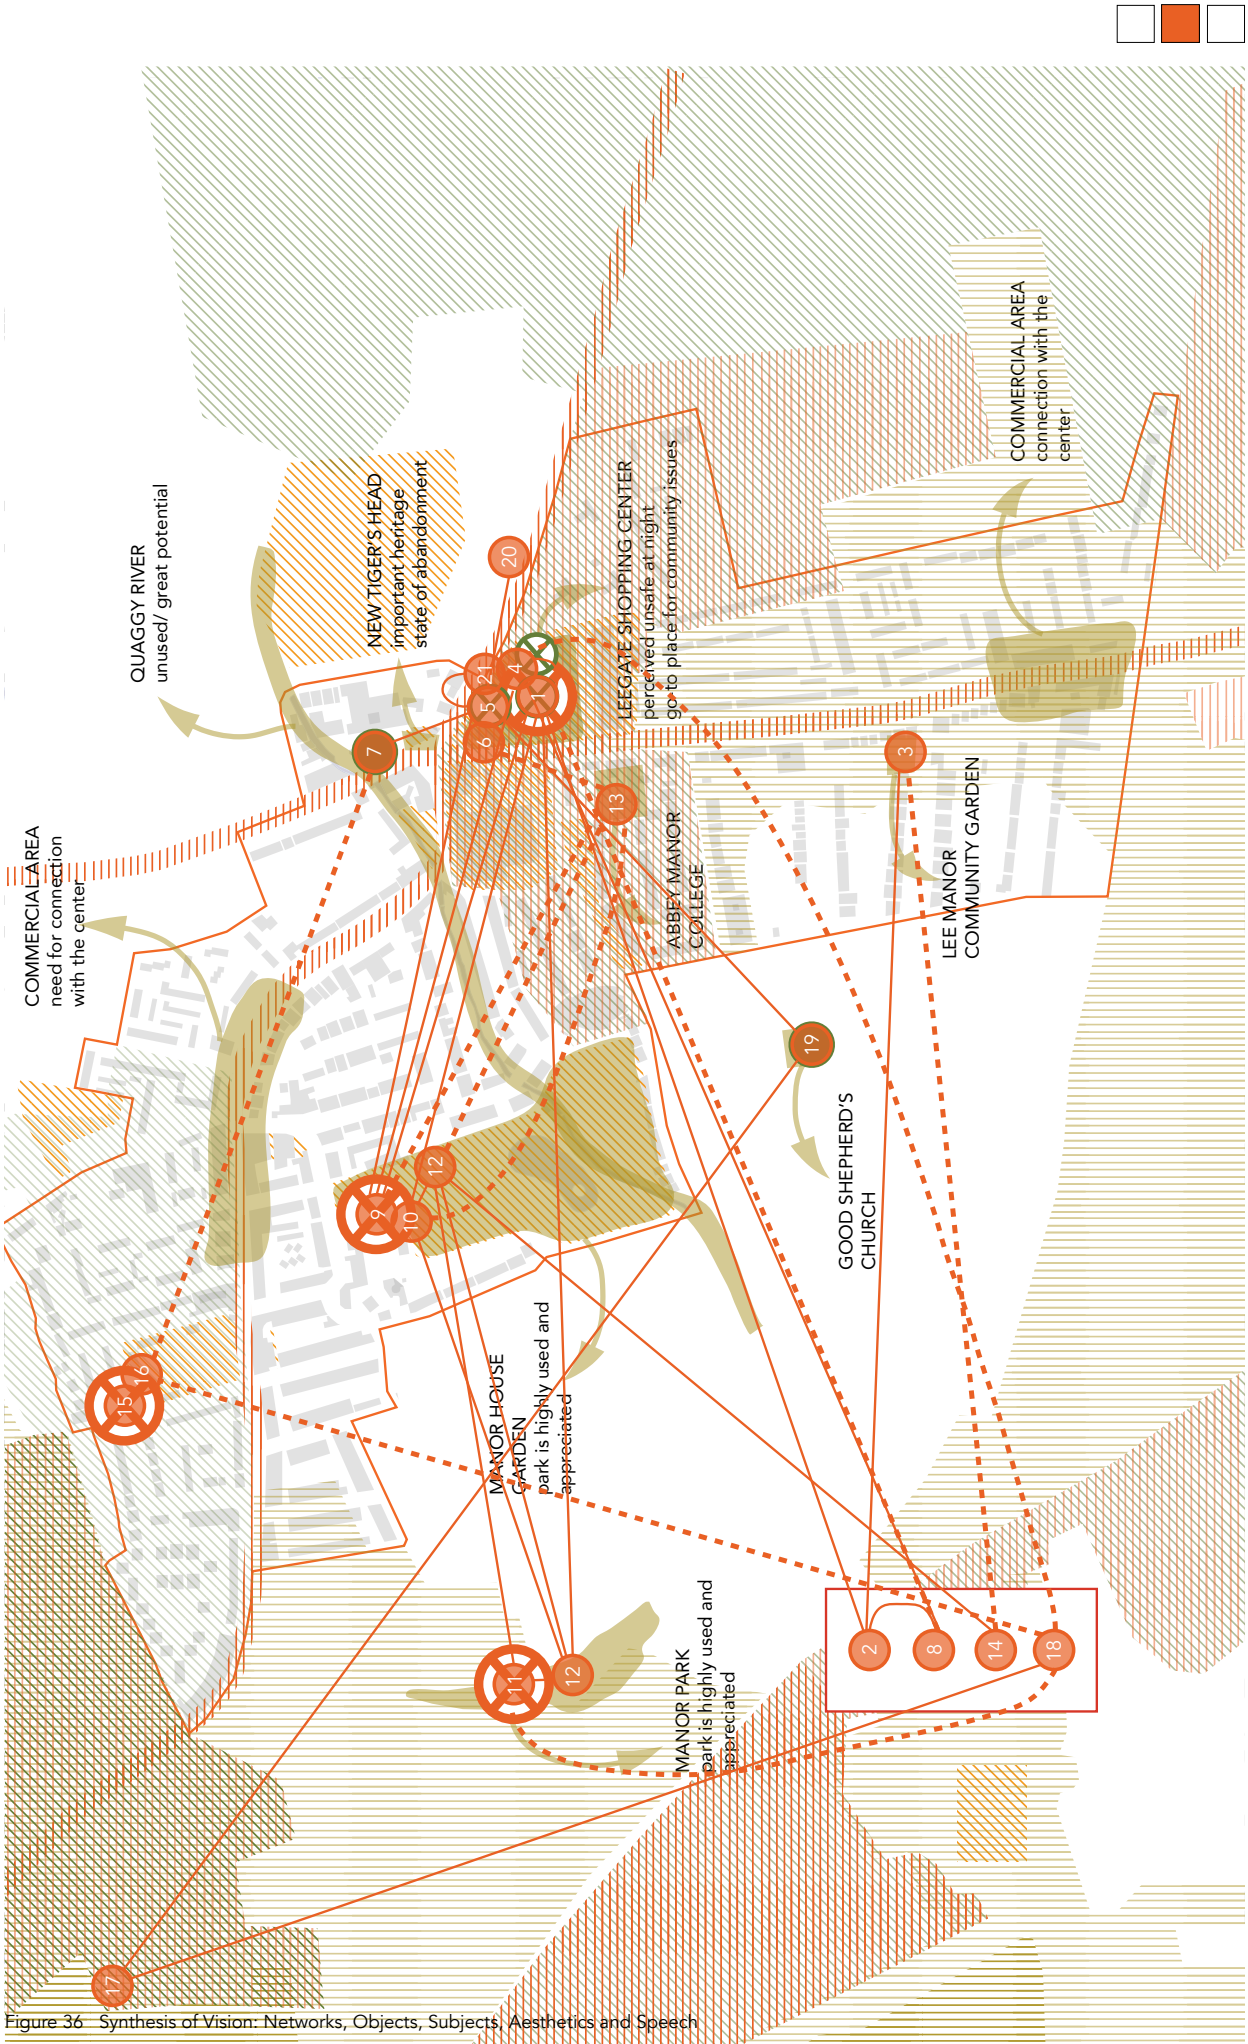 COMMERCIAL AREA
need for connection
with the center
QUAGGY RIVER
unused/ great potential
NEW TIGER'S HEAD
important heritage
state of abandonment
LEEGATE SHOPPING CENTER
perceived unsafe at night
go to place for community issues
COMMERCIAL AREA
connection with the
center
ABBEY MANOR
COLLEGE
LEE MANOR
COMMUNITY GARDEN
GOOD SHEPHERD'S
CHURCH
MANOR HOUSE
GARDEN
park is highly used and
appreciated
MANOR PARK
park is highly used and
appreciated
20
21
4
5
1
6
7
13
3
19
12
9
10
16
15
11
12
2
8
14
18
17
Figure 36 Synthesis of Vision: Networks, Objects, Subjects, Aesthetics and Speech